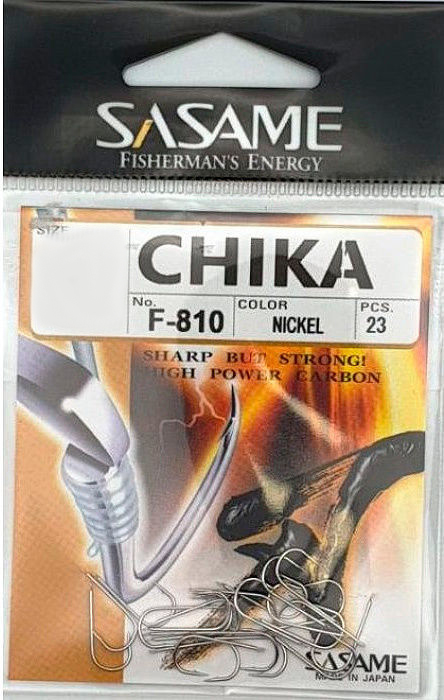 SASAME
FISHERMAN'S ENERGY
SIZE
CHIKA
No.
F-810
COLOR
NICKEL
PCS.
23
SHARP BUT STRONG!
HIGH POWER CARBON
SASAME
MADE IN JAPAN